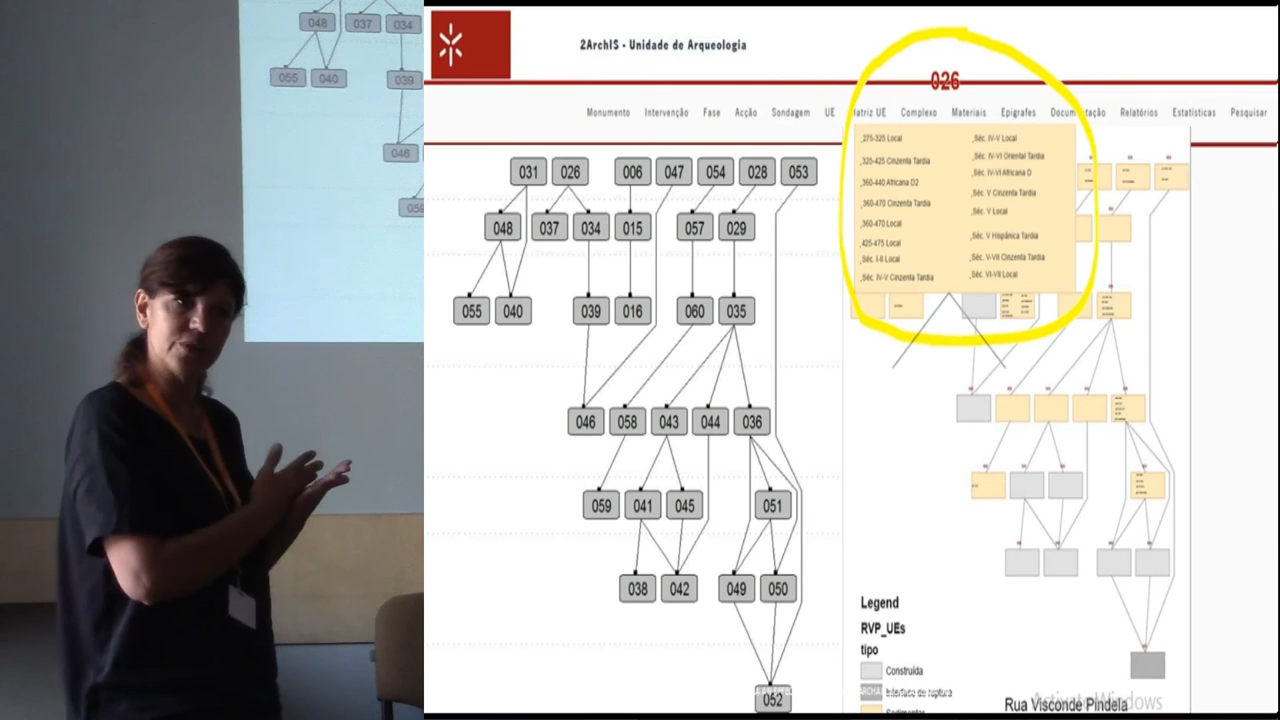 048 037 034
055 040 039
046
2ArchIS - Unidade de Arqueologia
026
Monumento Intervenção Fase Acção Sondagem UE Matriz UE Complexo Materiais Epígrafes Documentação Relatórios Estatísticas Pesquisar
031 026 006 047 054 028 053
048 037 034 015 057 029
055 040 039 016 060 035
046 058 043 044 036
059 041 045 051
038 042 049 050
052
275-325 Local
325-425 Cinzenta Tardia
360-440 Africana D2
360-470 Cinzenta Tardia
360-470 Local
425-475 Local
Séc. I-II Local
Séc. IV-V Cinzenta Tardia
Séc. IV-V Local
Séc. IV-VI Oriental Tardia
Séc. IV-VI Africana D
Séc. V Cinzenta Tardia
Séc. V Local
Séc. V Hispânica Tardia
Séc. V-VII Cinzenta Tardia
Séc. VI-VII Local
Legend
RVP_UEs
tipo
Construída
Interface de ruptura
Rua Visconde Pindela
Activate Windows